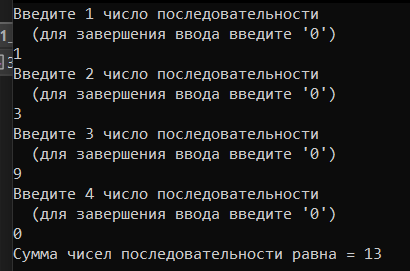 Введите 1 число последовательности
(для завершения ввода введите '0')
1
Введите 2 число последовательности
(для завершения ввода введите '0')
3
Введите 3 число последовательности
(для завершения ввода введите '0')
9
Введите 4 число последовательности
(для завершения ввода введите '0')
0
Сумма чисел последовательности равна = 13